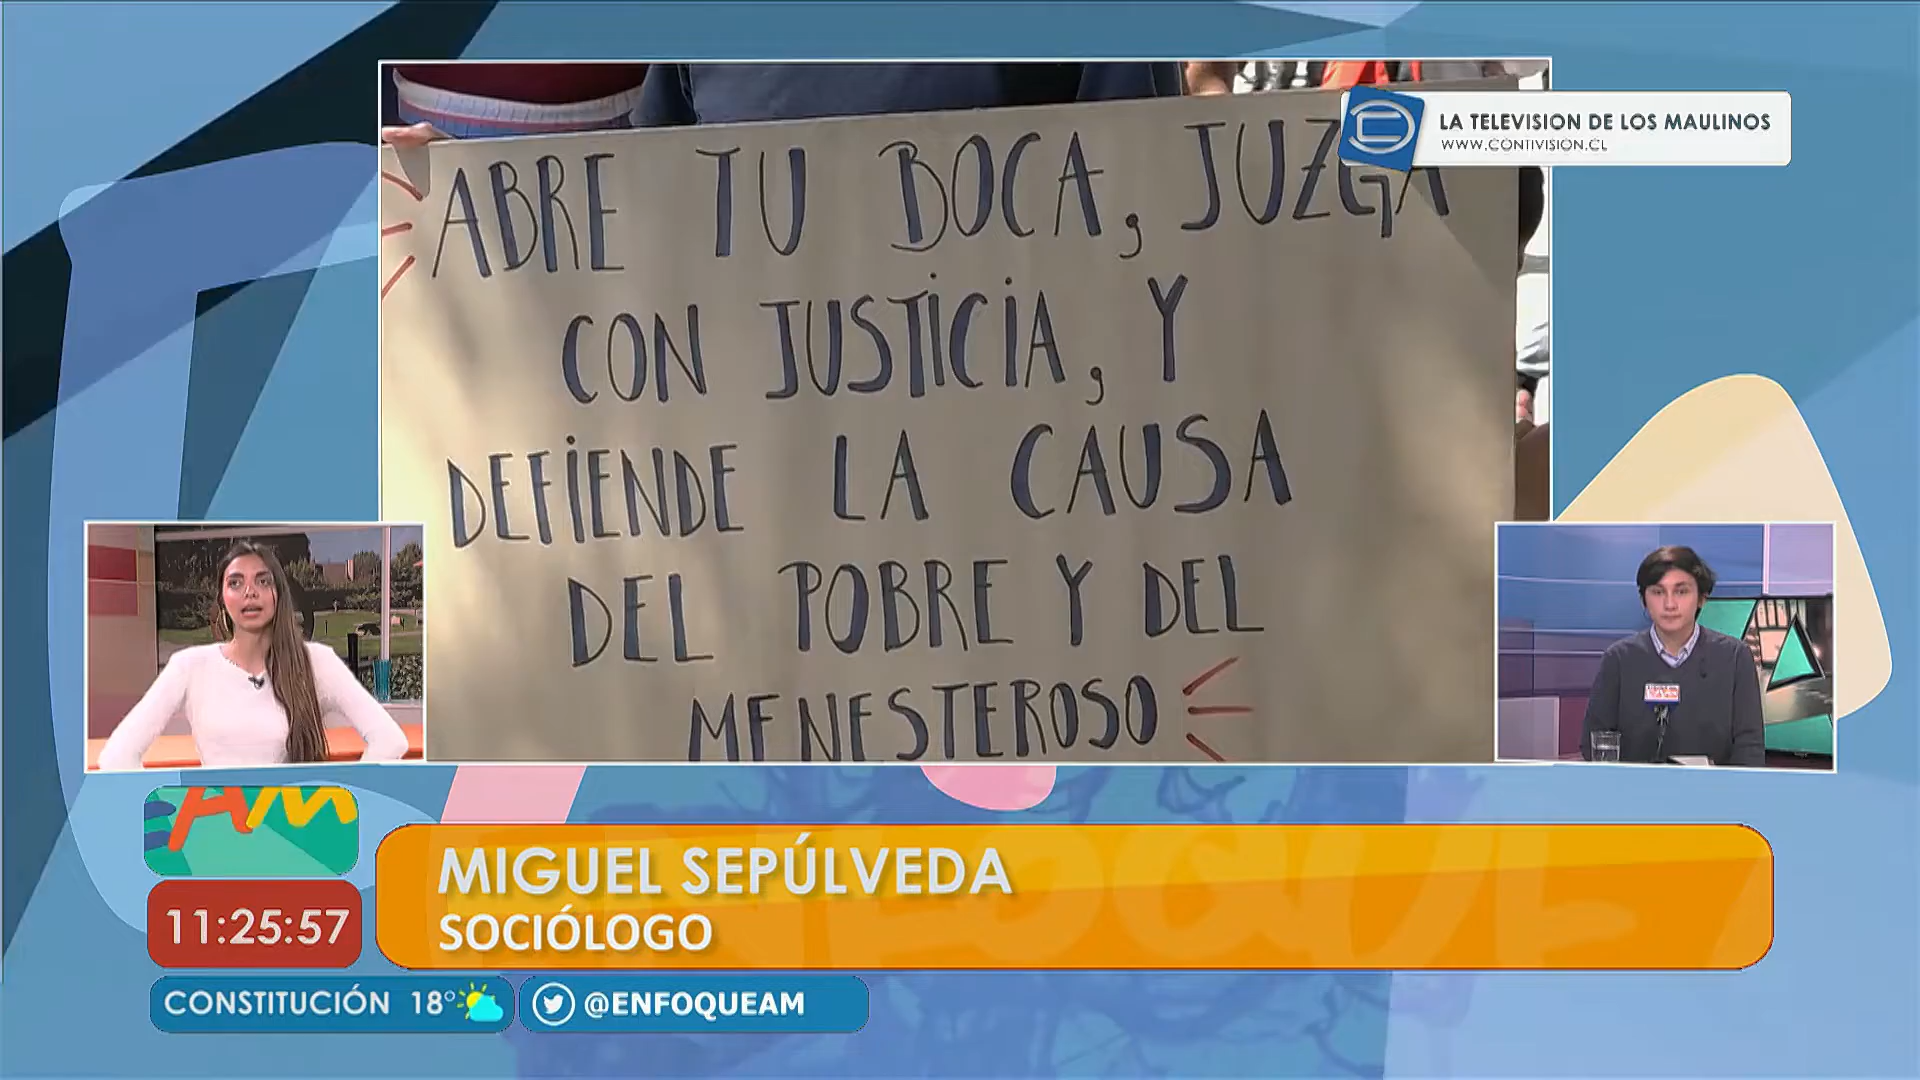 LA TELEVISION DE LOS MAULINOS
WWW.CONTIVISION.CL
ABRE TU BOCA, JUZGA
CON JUSTICIA, Y
DEFIENDE LA CAUSA
DEL POBRE Y DEL
MENESTEROSO
AM
MIGUEL SEPÚLVEDA
SOCIÓLOGO
11:25:57
CONSTITUCIÓN 18°
@ENFOQUEAM